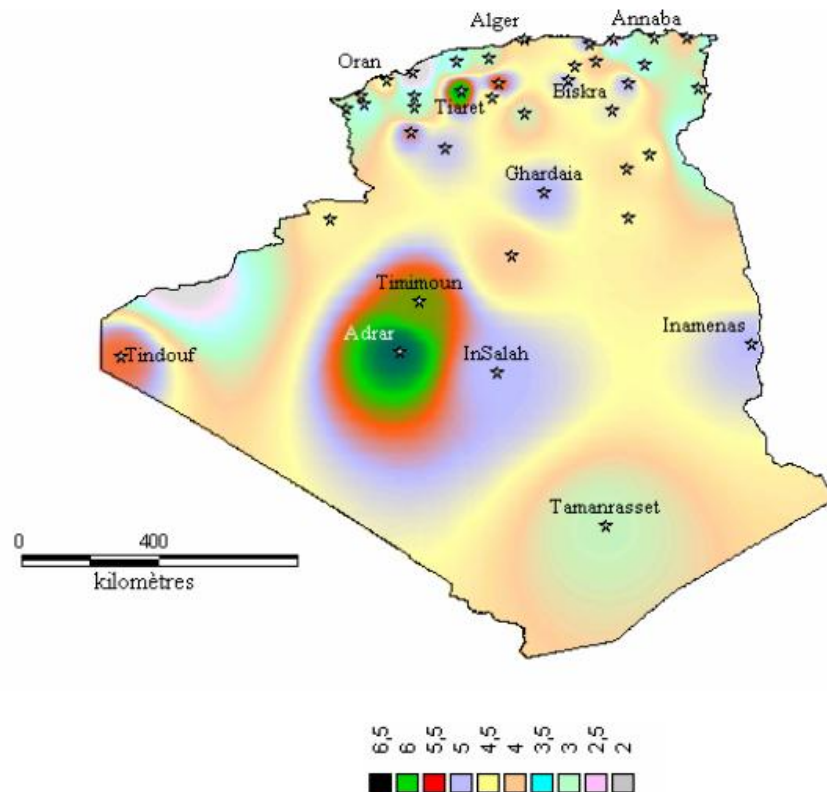 Alger
Annaba
Oran
Tiaret
Biskra
Ghardaia
Timimoun
Adrar
InSalah
Inamenas
Tindouf
Tamanrasset
0 400
kilomètres
6,5 6 5,5 5 4,5 4 3,5 3 2,5 2